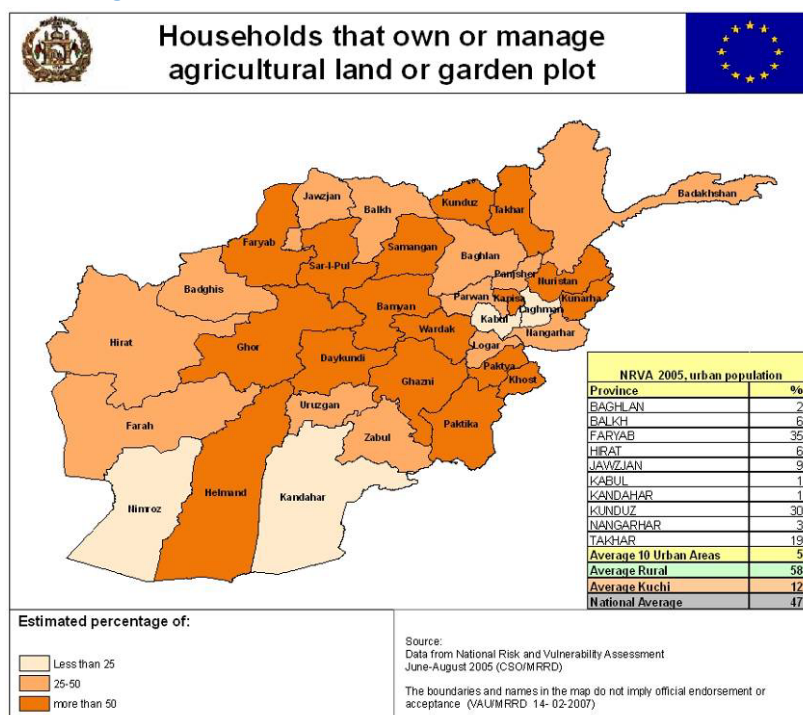 Households that own or manage
agricultural land or garden plot
Jawzjan
Balkh
Kunduz
Takhar
Badakhshan
Faryab
Sar-I-Pul
Samangan
Baghlan
Panjsher
Nuristan
Badghis
Bamyan
Parwan
Kapisa
Kunarha
Laghman
Kabul
Hirat
Ghor
Wardak
Nangarhar
Logar
Daykundi
Paktya
Ghazni
Khost
Uruzgan
Farah
Paktika
Zabul
Helmand
Kandahar
Nimroz
NRVA 2005, urban population
Province %
BAGHLAN 2
BALKH 6
FARYAB 35
HIRAT 6
JAWZJAN 9
KABUL 1
KANDAHAR 1
KUNDUZ 30
NANGARHAR 3
TAKHAR 19
Average 10 Urban Areas 5
Average Rural 58
Average Kuchi 12
National Average 47
Estimated percentage of:
Less than 25
25-50
more than 50
Source:
Data from National Risk and Vulnerability Assessment
June-August 2005 (CSO/MRRD)
The boundaries and names in the map do not imply official endorsement or
acceptance (VAU/MRRD 14- 02-2007)